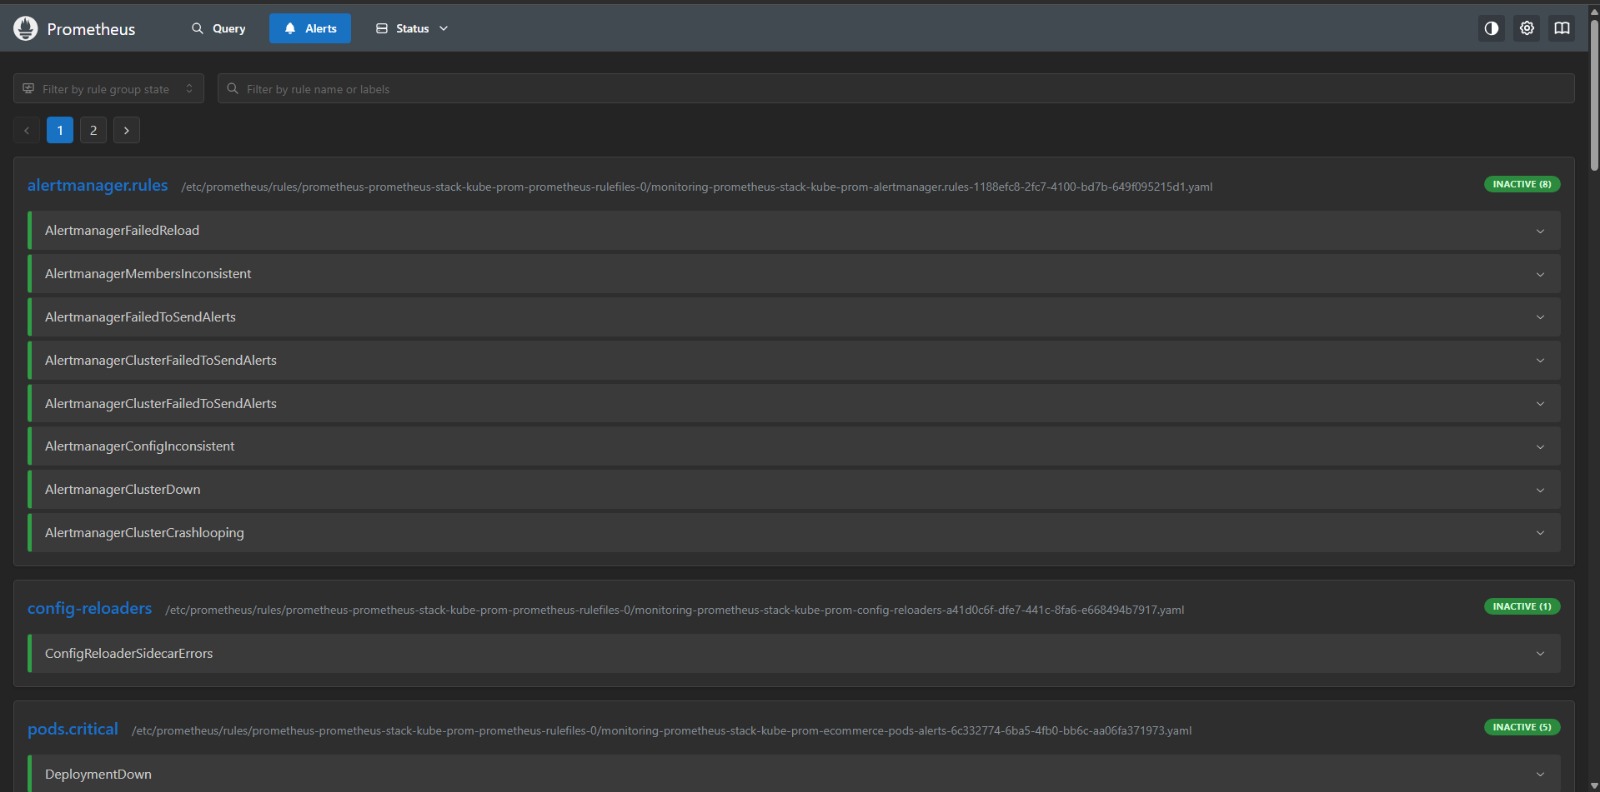 Prometheus Query Alerts Status
Filter by rule group state Filter by rule name or labels
1 2
alertmanager.rules /etc/prometheus/rules/prometheus-prometheus-stack-kube-prom-prometheus-rulefiles-0/monitoring-prometheus-stack-kube-prom-alertmanager.rules-1188efc8-2fc7-4100-bd7b-649f095215d1.yaml INACTIVE (8)
AlertmanagerFailedReload
AlertmanagerMembersInconsistent
AlertmanagerFailedToSendAlerts
AlertmanagerClusterFailedToSendAlerts
AlertmanagerClusterFailedToSendAlerts
AlertmanagerConfigInconsistent
AlertmanagerClusterDown
AlertmanagerClusterCrashlooping
config-reloaders /etc/prometheus/rules/prometheus-prometheus-stack-kube-prom-prometheus-rulefiles-0/monitoring-prometheus-stack-kube-prom-config-reloaders-a41d0c6f-dfe7-441c-8fa6-e668494b7917.yaml INACTIVE (1)
ConfigReloaderSidecarErrors
pods.critical /etc/prometheus/rules/prometheus-prometheus-stack-kube-prom-prometheus-rulefiles-0/monitoring-prometheus-stack-kube-prom-ecommerce-pods-alerts-6c332774-6ba5-4fb0-bb6c-aa06fa371973.yaml INACTIVE (5)
DeploymentDown